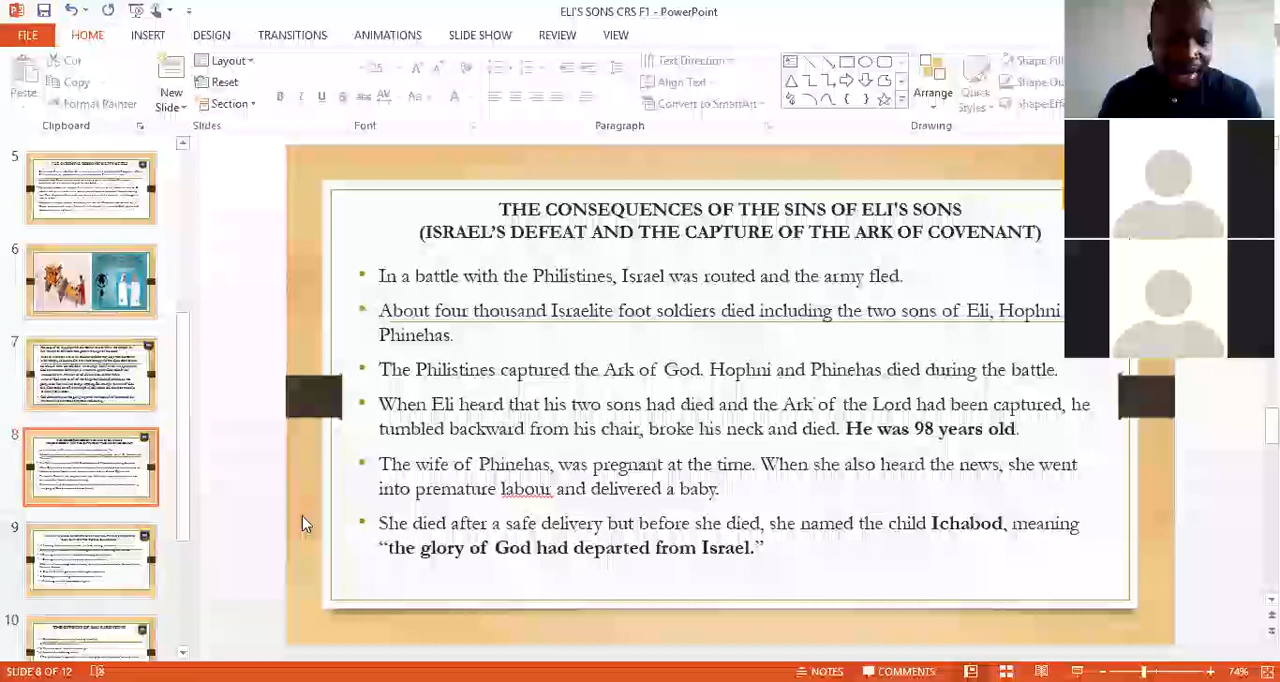 ELI'S SONS CRS F1 - PowerPoint
FILE HOME INSERT DESIGN TRANSITIONS ANIMATIONS SLIDE SHOW REVIEW VIEW
Cut
Copy
Format Painter
Paste
New
Slide
Layout
Reset
Section
B I U S abc AV Aa A
Text Direction
Align Text
Convert to SmartArt
Arrange
Quick
Styles
Shape Fill
Shape Ou
Shape Effe
Clipboard Slides Font Paragraph Drawing
5
6
7
8
9
10
THE CONSEQUENCES OF THE SINS OF ELI'S SONS
(ISRAEL'S DEFEAT AND THE CAPTURE OF THE ARK OF COVENANT)
In a battle with the Philistines, Israel was routed and the army fled.
About four thousand Israelite foot soldiers died including the two sons of Eli, Hophni
Phinehas.
The Philistines captured the Ark of God. Hophni and Phinehas died during the battle.
When Eli heard that his two sons had died and the Ark of the Lord had been captured, he
tumbled backward from his chair, broke his neck and died. He was 98 years old.
The wife of Phinehas, was pregnant at the time. When she also heard the news, she went
into premature labour and delivered a baby.
She died after a safe delivery but before she died, she named the child Ichabod, meaning
“the glory of God had departed from Israel.”
SLIDE 8 OF 12
NOTES COMMENTS 74%